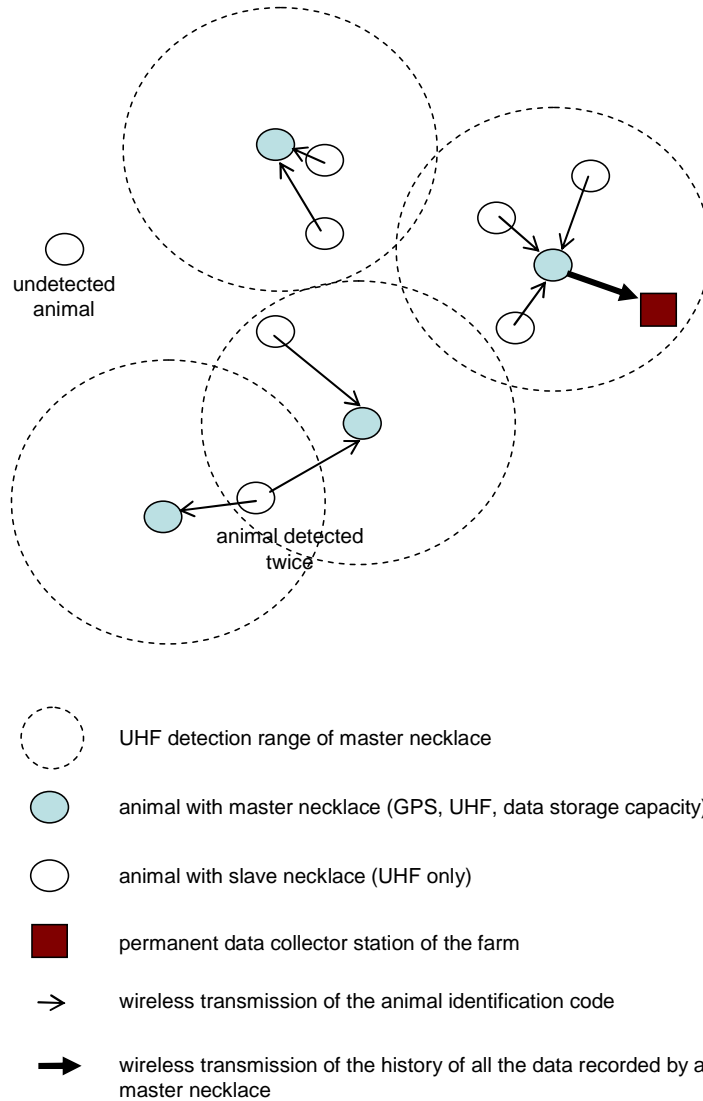 undetected
animal
animal detected
twice
UHF detection range of master necklace
animal with master necklace (GPS, UHF, data storage capacity)
animal with slave necklace (UHF only)
permanent data collector station of the farm
wireless transmission of the animal identification code
wireless transmission of the history of all the data recorded by a
master necklace